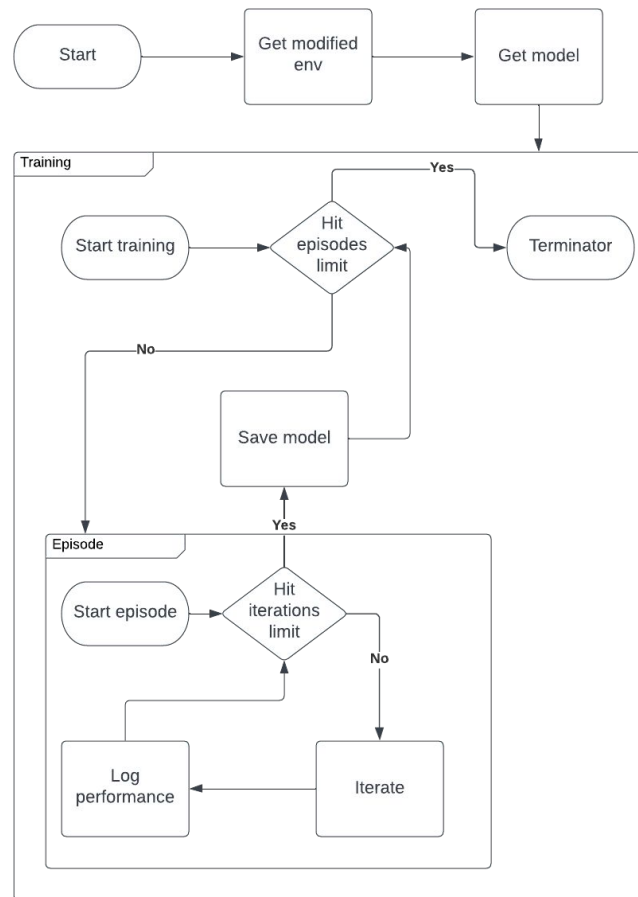 Start
Get modified
env
Get model
Training
Yes
Start training
Hit
episodes
limit
Terminator
No
Save model
Yes
Episode
Start episode
Hit
iterations
limit
No
Log
performance
Iterate